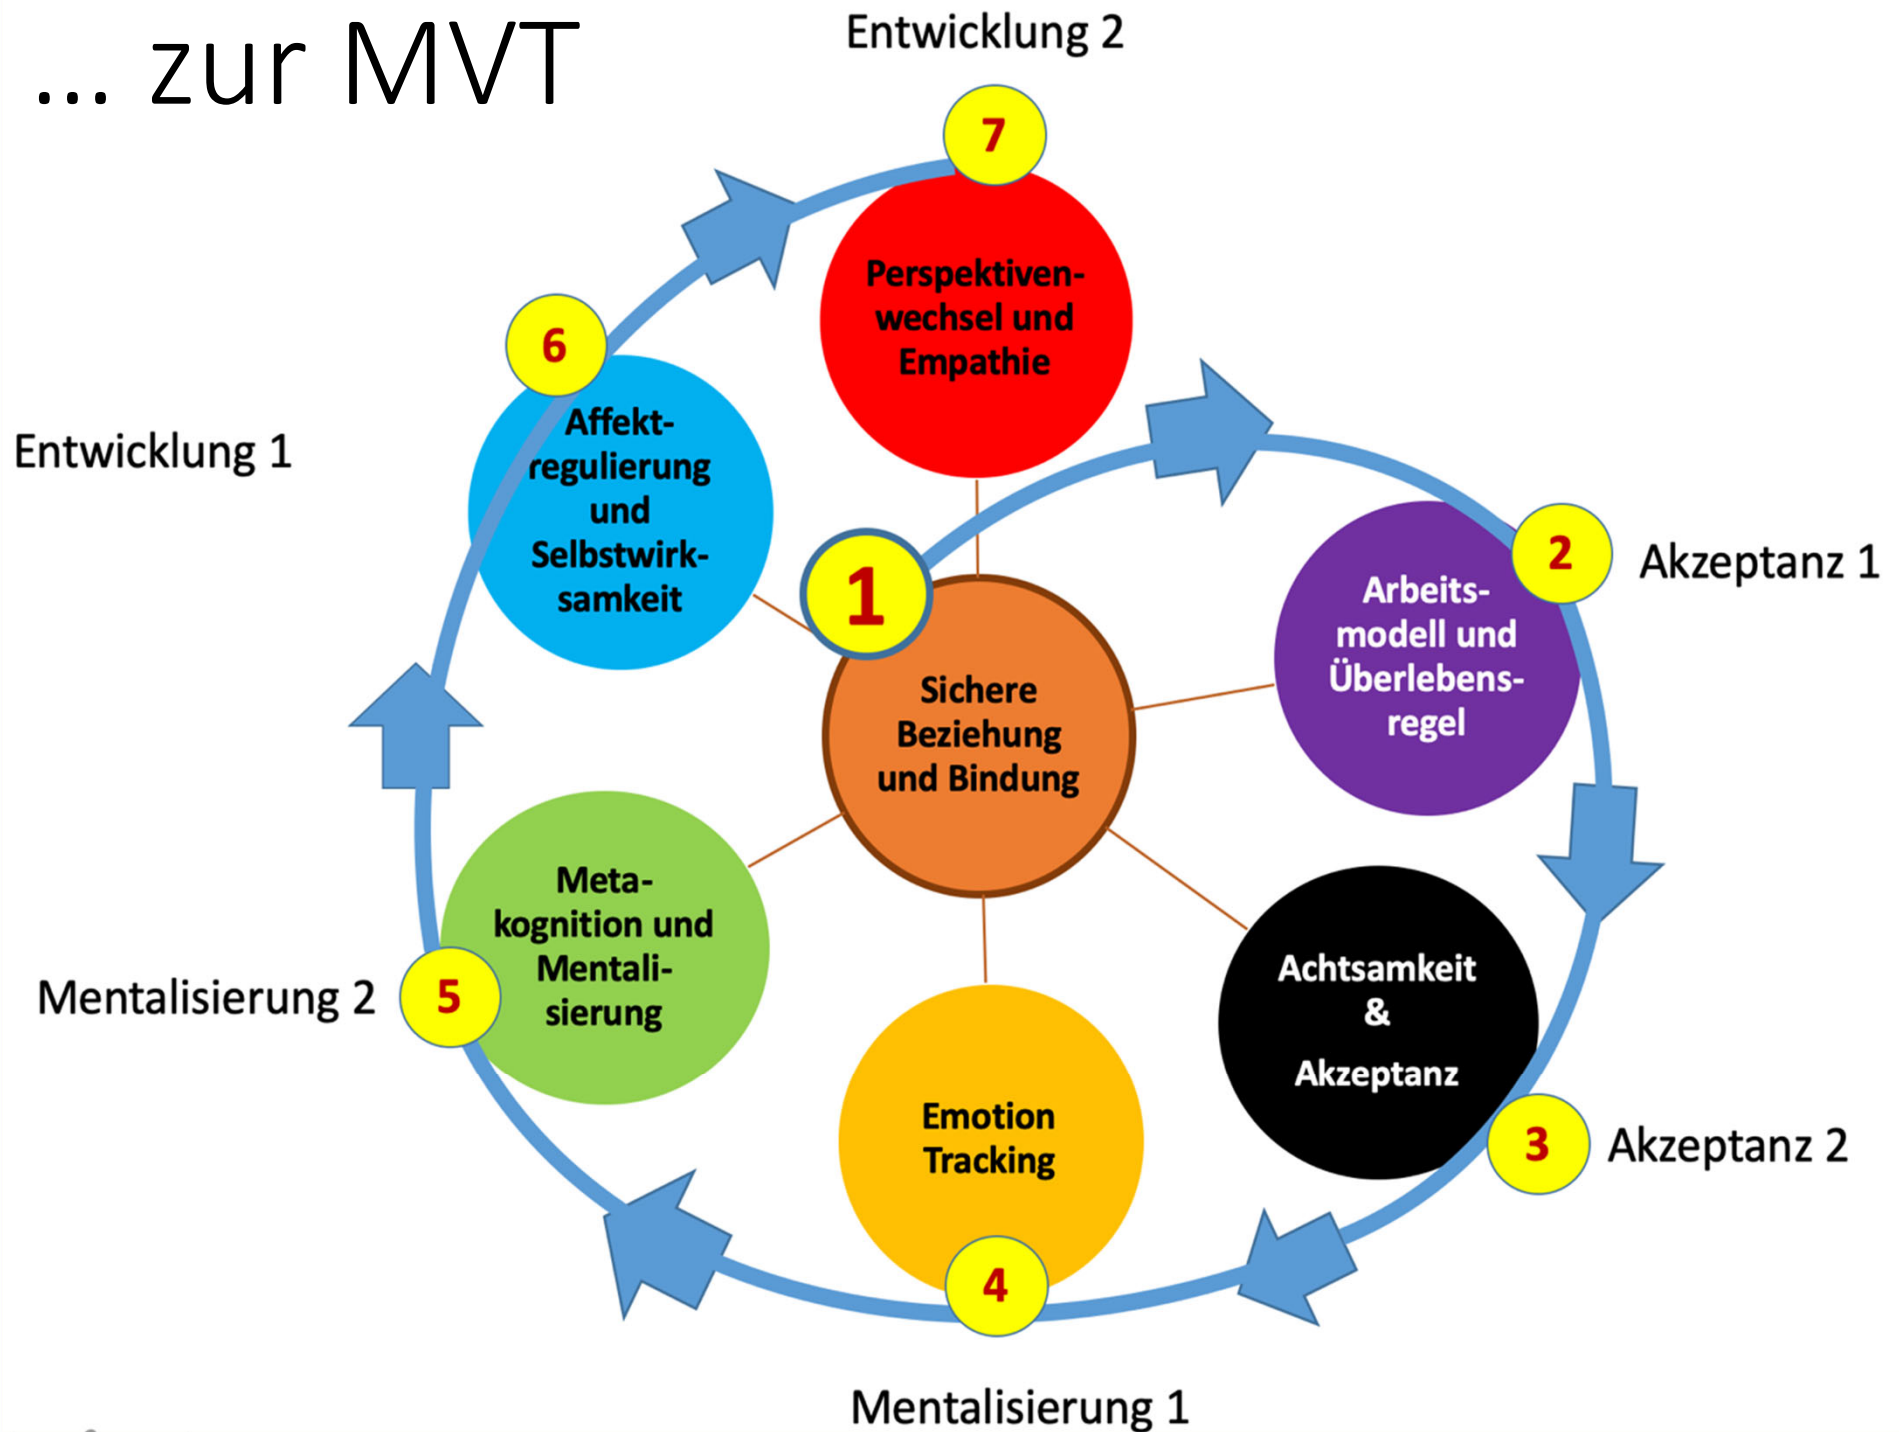 ... zur MVT
Entwicklung 2
7
Perspektiven-
wechsel und
Empathie
6
Affekt-
regulierung
und
Selbstwirk-
samkeit
Entwicklung 1
1
Sichere
Beziehung
und Bindung
2
Akzeptanz 1
Arbeits-
modell und
Überlebens-
regel
Achtsamkeit
&
Akzeptanz
3
Akzeptanz 2
Emotion
Tracking
4
Mentalisierung 1
Meta-
kognition und
Mentali-
sierung
5
Mentalisierung 2